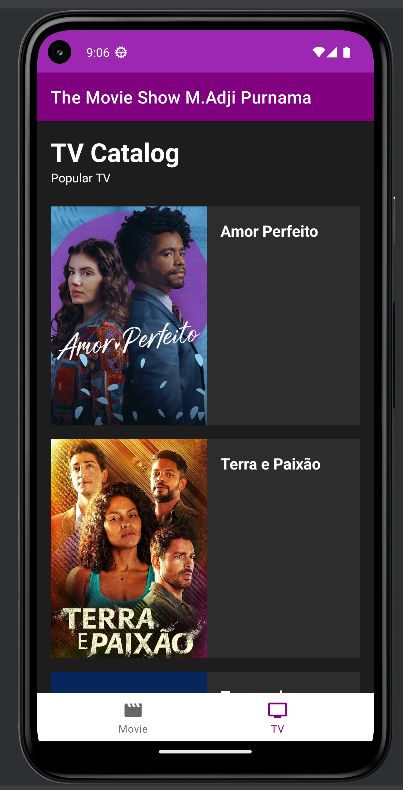 9:06
The Movie Show M.Adji Purnama
TV Catalog
Popular TV
Amor Perfeito
Amor Perfeito
Terra e Paixão
TERRA
E PAIXÃO
Movie
TV